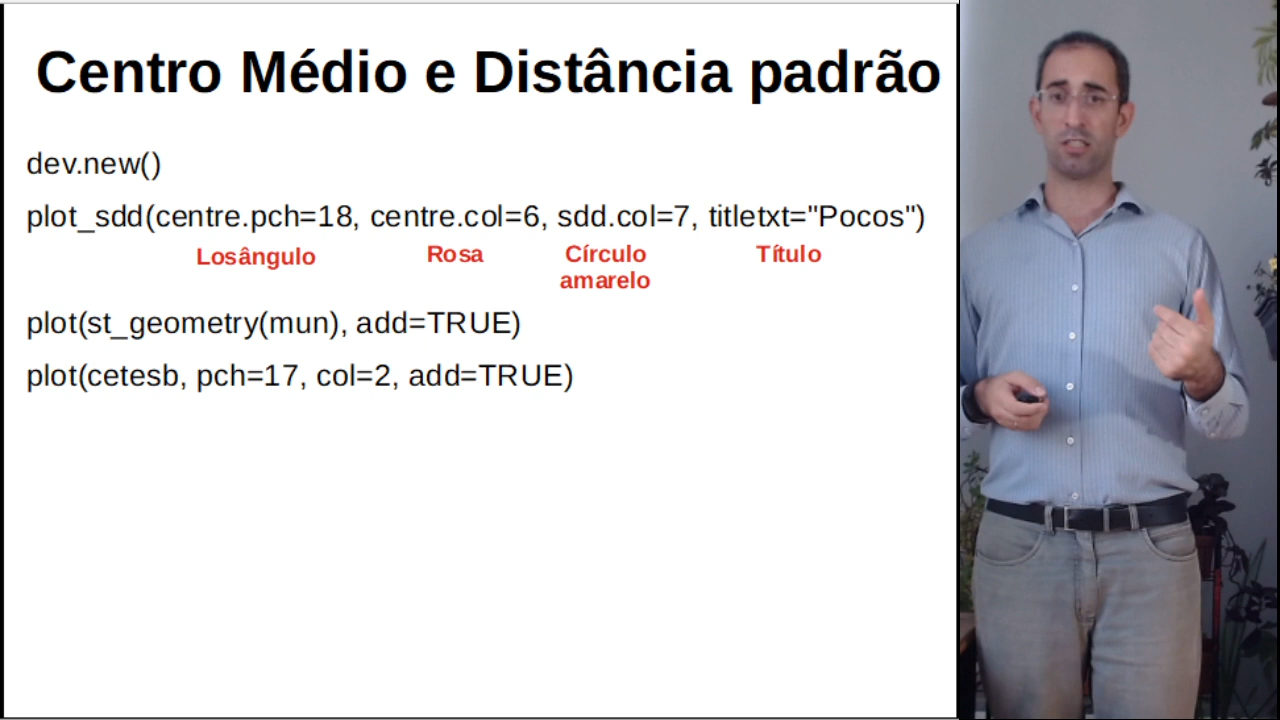 Centro Médio e Distância padrão
dev.new()
plot_sdd(centre.pch=18, centre.col=6, sdd.col=7, titletxt="Pocos")
Losângulo Rosa Círculo amarelo Título
plot(st_geometry(mun), add=TRUE)
plot(cetesb, pch=17, col=2, add=TRUE)